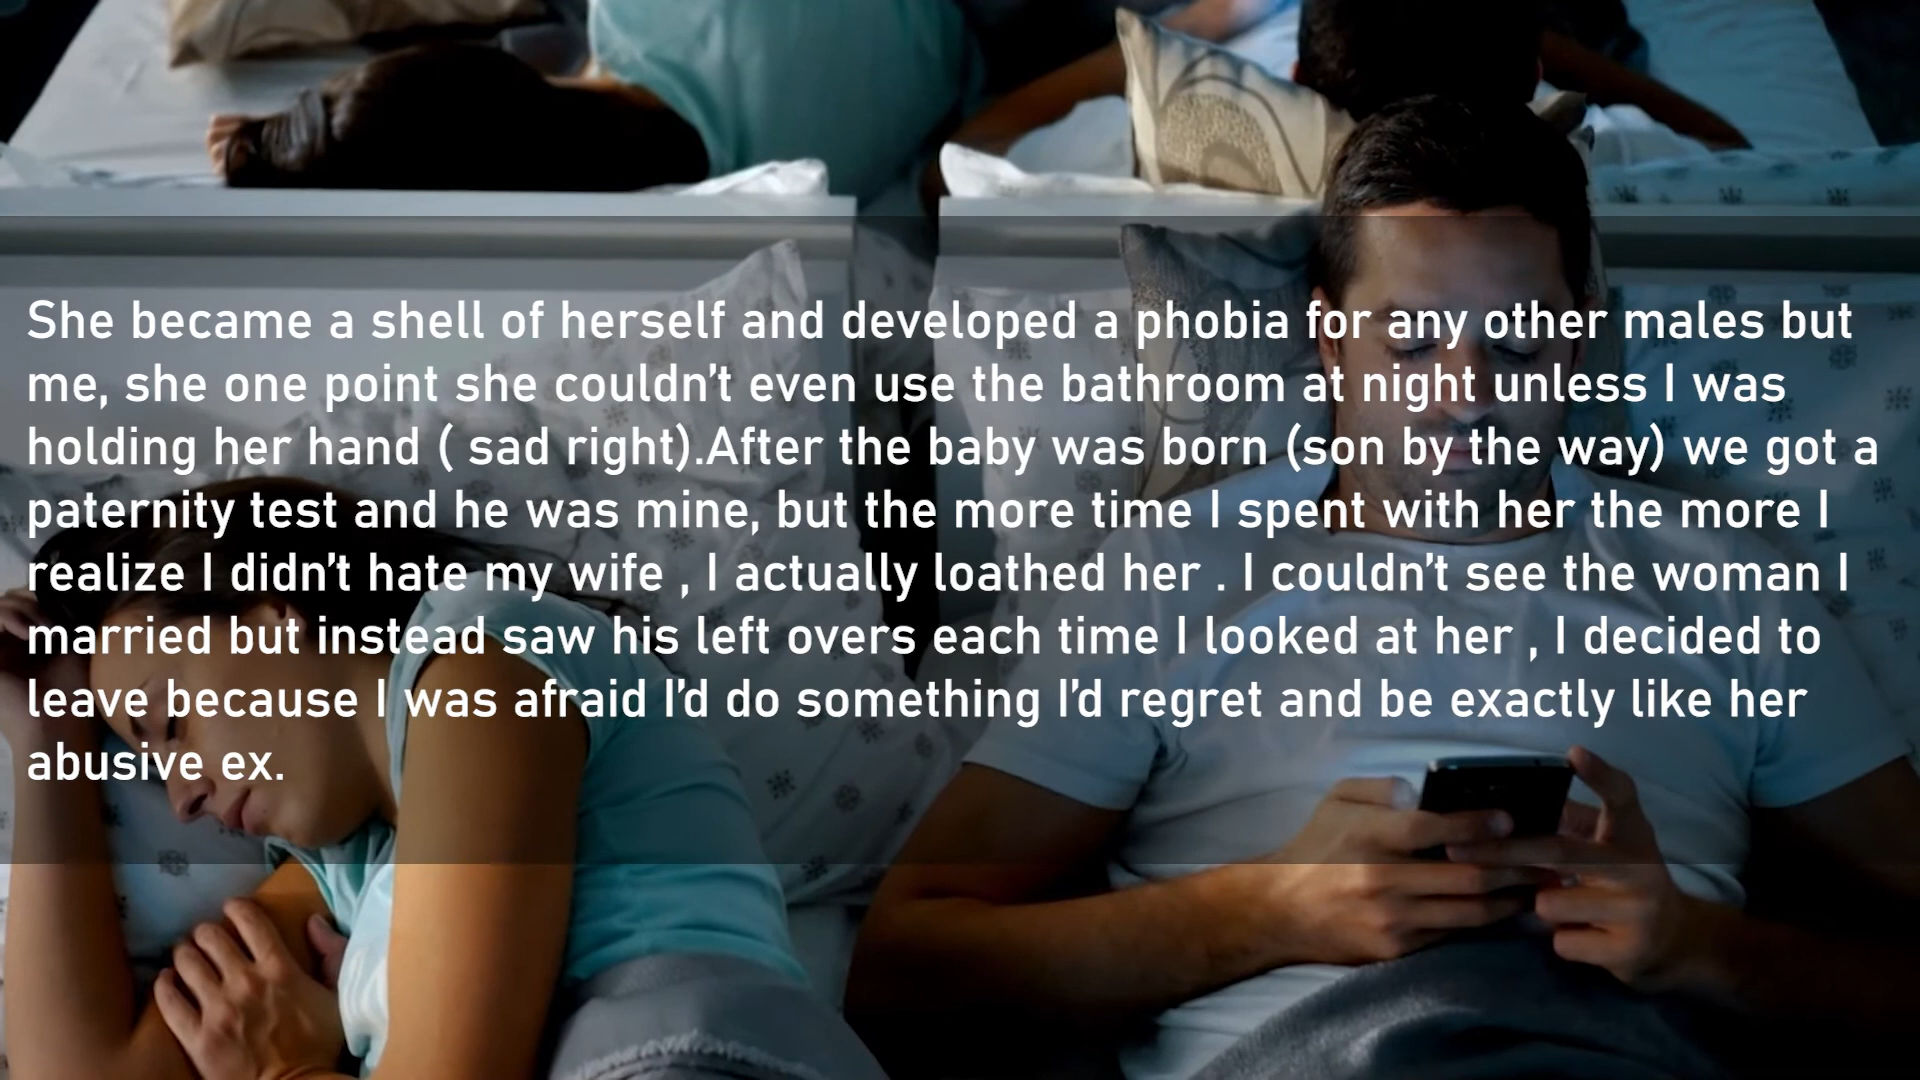 She became a shell of herself and developed a phobia for any other males but
me, she one point she couldn't even use the bathroom at night unless I was
holding her hand ( sad right).After the baby was born (son by the way) we got a
paternity test and he was mine, but the more time I spent with her the more I
realize I didn't hate my wife , I actually loathed her . I couldn't see the woman I
married but instead saw his left overs each time I looked at her , I decided to
leave because I was afraid I'd do something I'd regret and be exactly like her
abusive ex.